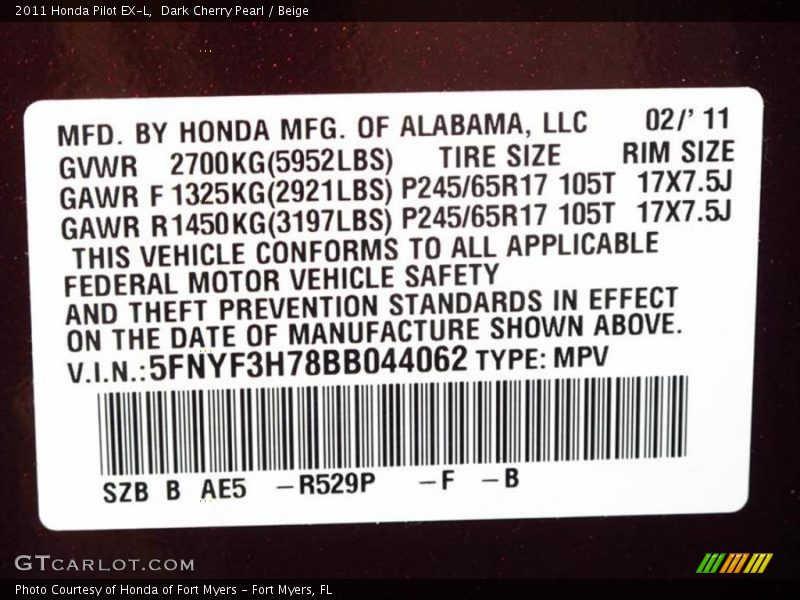 2011 Honda Pilot EX-L,  Dark Cherry Pearl / Beige
MFD. BY HONDA MFG. OF ALABAMA, LLC 02/' 11
GVWR 2700KG(5952LBS) TIRE SIZE RIM SIZE
GAWR F 1325KG(2921LBS) P245/65R17 105T 17X7.5J
GAWR R1450KG(3197LBS) P245/65R17 105T 17X7.5J
THIS VEHICLE CONFORMS TO ALL APPLICABLE
FEDERAL MOTOR VEHICLE SAFETY
AND THEFT PREVENTION STANDARDS IN EFFECT
ON THE DATE OF MANUFACTURE SHOWN ABOVE.
V.I.N.:5FNYF3H78BB044062 TYPE: MPV
SZB B AE5 -R529P -F -B
GTCARLOT.COM
Photo Courtesy of Honda of Fort Myers - Fort Myers, FL